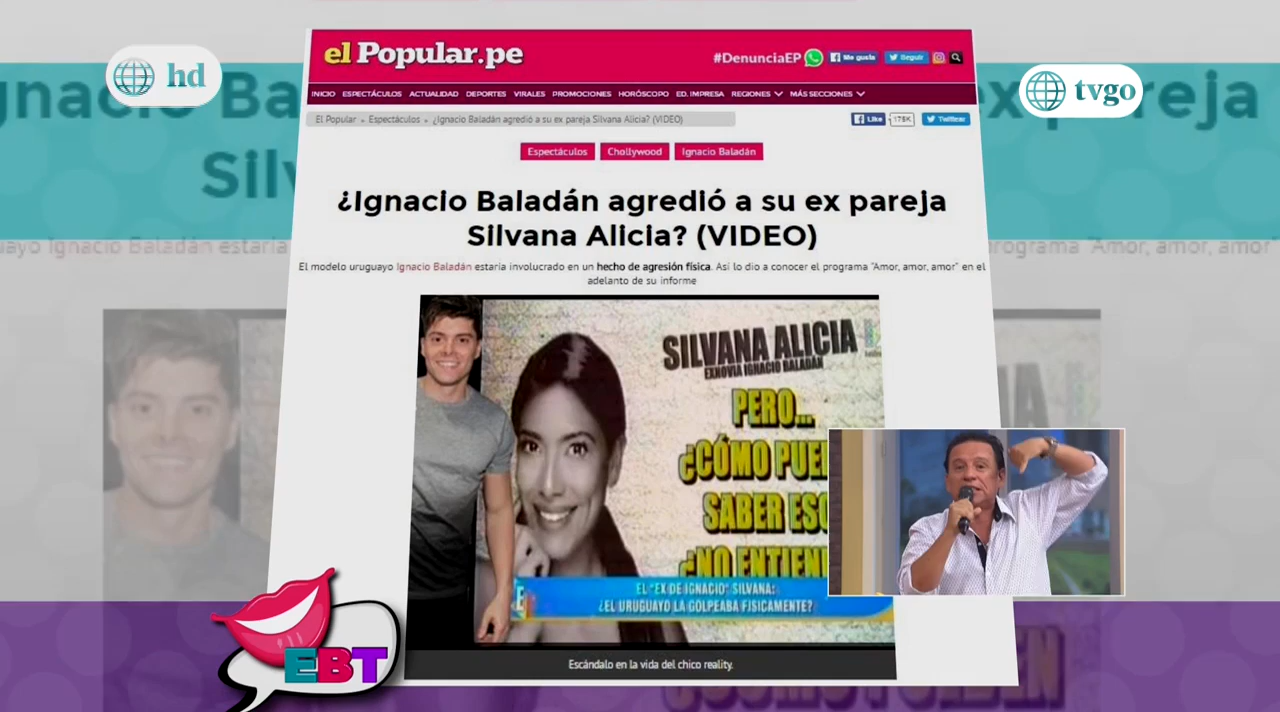 hd
tvgo
el Popular.pe
#DenunciaEP
Me gusta
Seguir
INICIO ESPECTÁCULOS ACTUALIDAD DEPORTES VIRALES PROMOCIONES HORÓSCOPO ED. IMPRESA REGIONES MÁS SECCIONES
El Popular » Espectáculos » ¿Ignacio Baladán agredió a su ex pareja Silvana Alicia? (VIDEO)
Like 175K Twittear
Espectáculos Chollywood Ignacio Baladán
¿Ignacio Baladán agredió a su ex pareja
Silvana Alicia? (VIDEO)
El modelo uruguayo Ignacio Baladán estaría involucrado en un hecho de agresión física. Así lo dio a conocer el programa "Amor, amor, amor" en el
adelanto de su informe
SILVANA ALICIA
EXNOVIA IGNACIO BALADÁN
PERO...
¿CÓMO PUE
SABER ESO
¿NO ENTIEN
EL "EX DE IGNACIO" SILVANA:
¿EL URUGUAYO LA GOLPEABA FÍSICAMENTE?
Escándalo en la vida del chico reality.
EBT